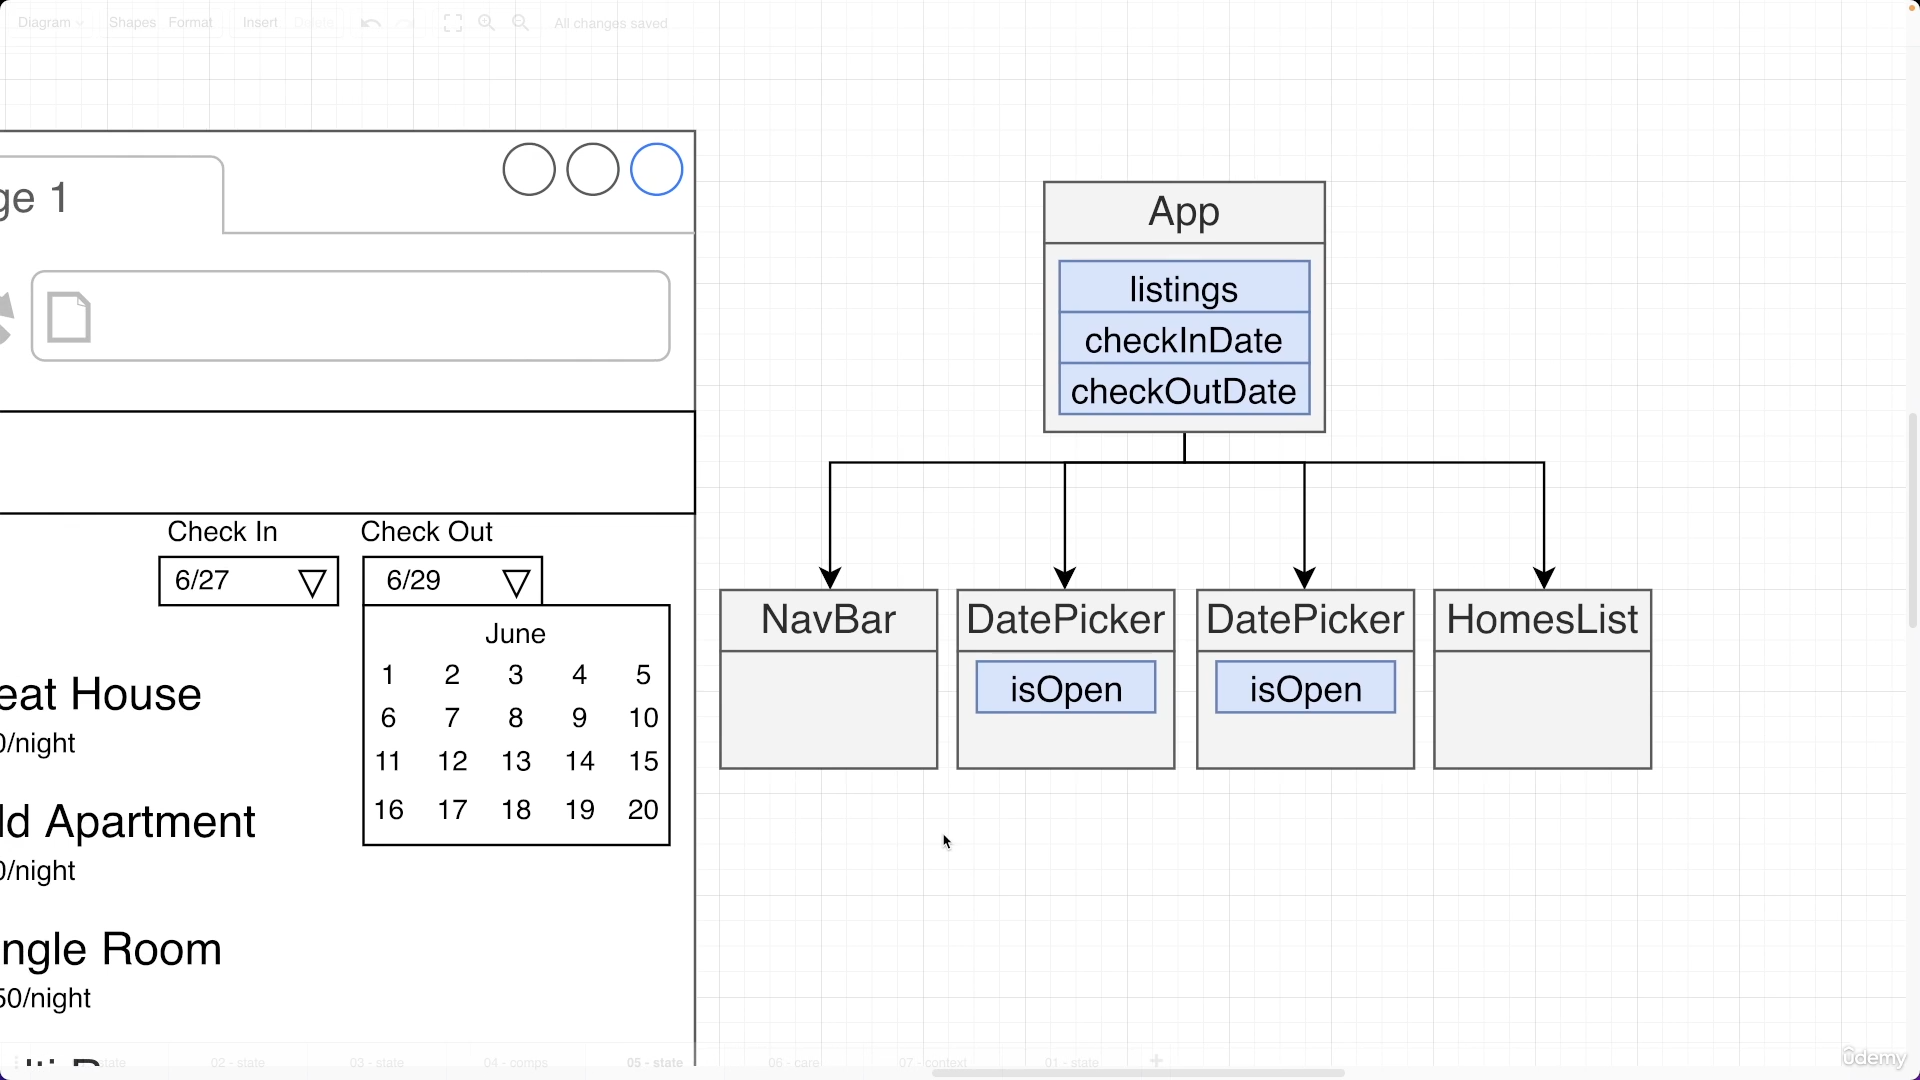 Diagram Shapes Format Insert Delete All changes saved
ge 1
App
listings
checkInDate
checkOutDate
Check In Check Out
6/27 6/29
NavBar DatePicker DatePicker HomesList
isOpen isOpen
June
1 2 3 4 5
6 7 8 9 10
11 12 13 14 15
16 17 18 19 20
eat House
0/night
ld Apartment
0/night
ngle Room
50/night
state 02 - state 03 - state 04 - comps 05 - state 06 - care 07 - context 01 - state
ûdemy